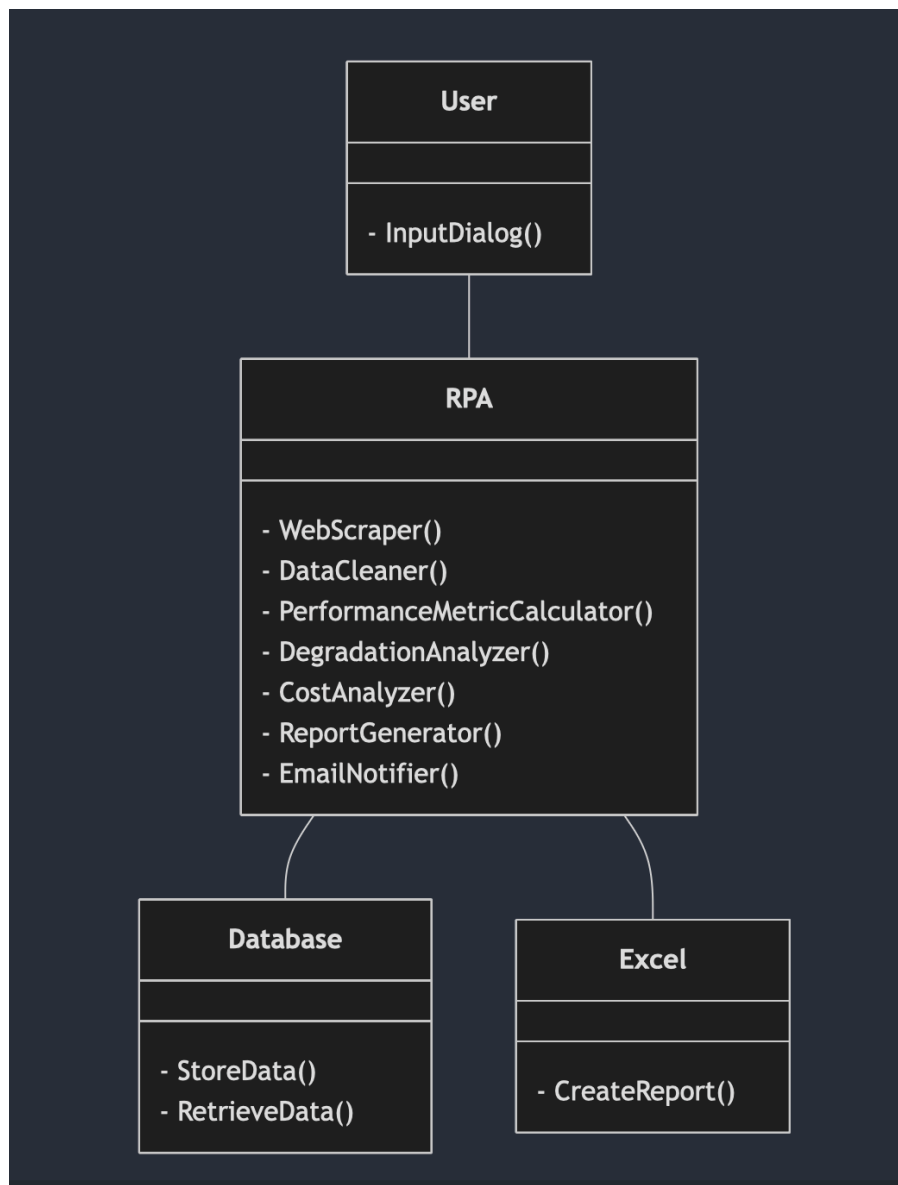 User
- InputDialog()
RPA
- WebScraper()
- DataCleaner()
- PerformanceMetricCalculator()
- DegradationAnalyzer()
- CostAnalyzer()
- ReportGenerator()
- EmailNotifier()
Database
- StoreData()
- RetrieveData()
Excel
- CreateReport()